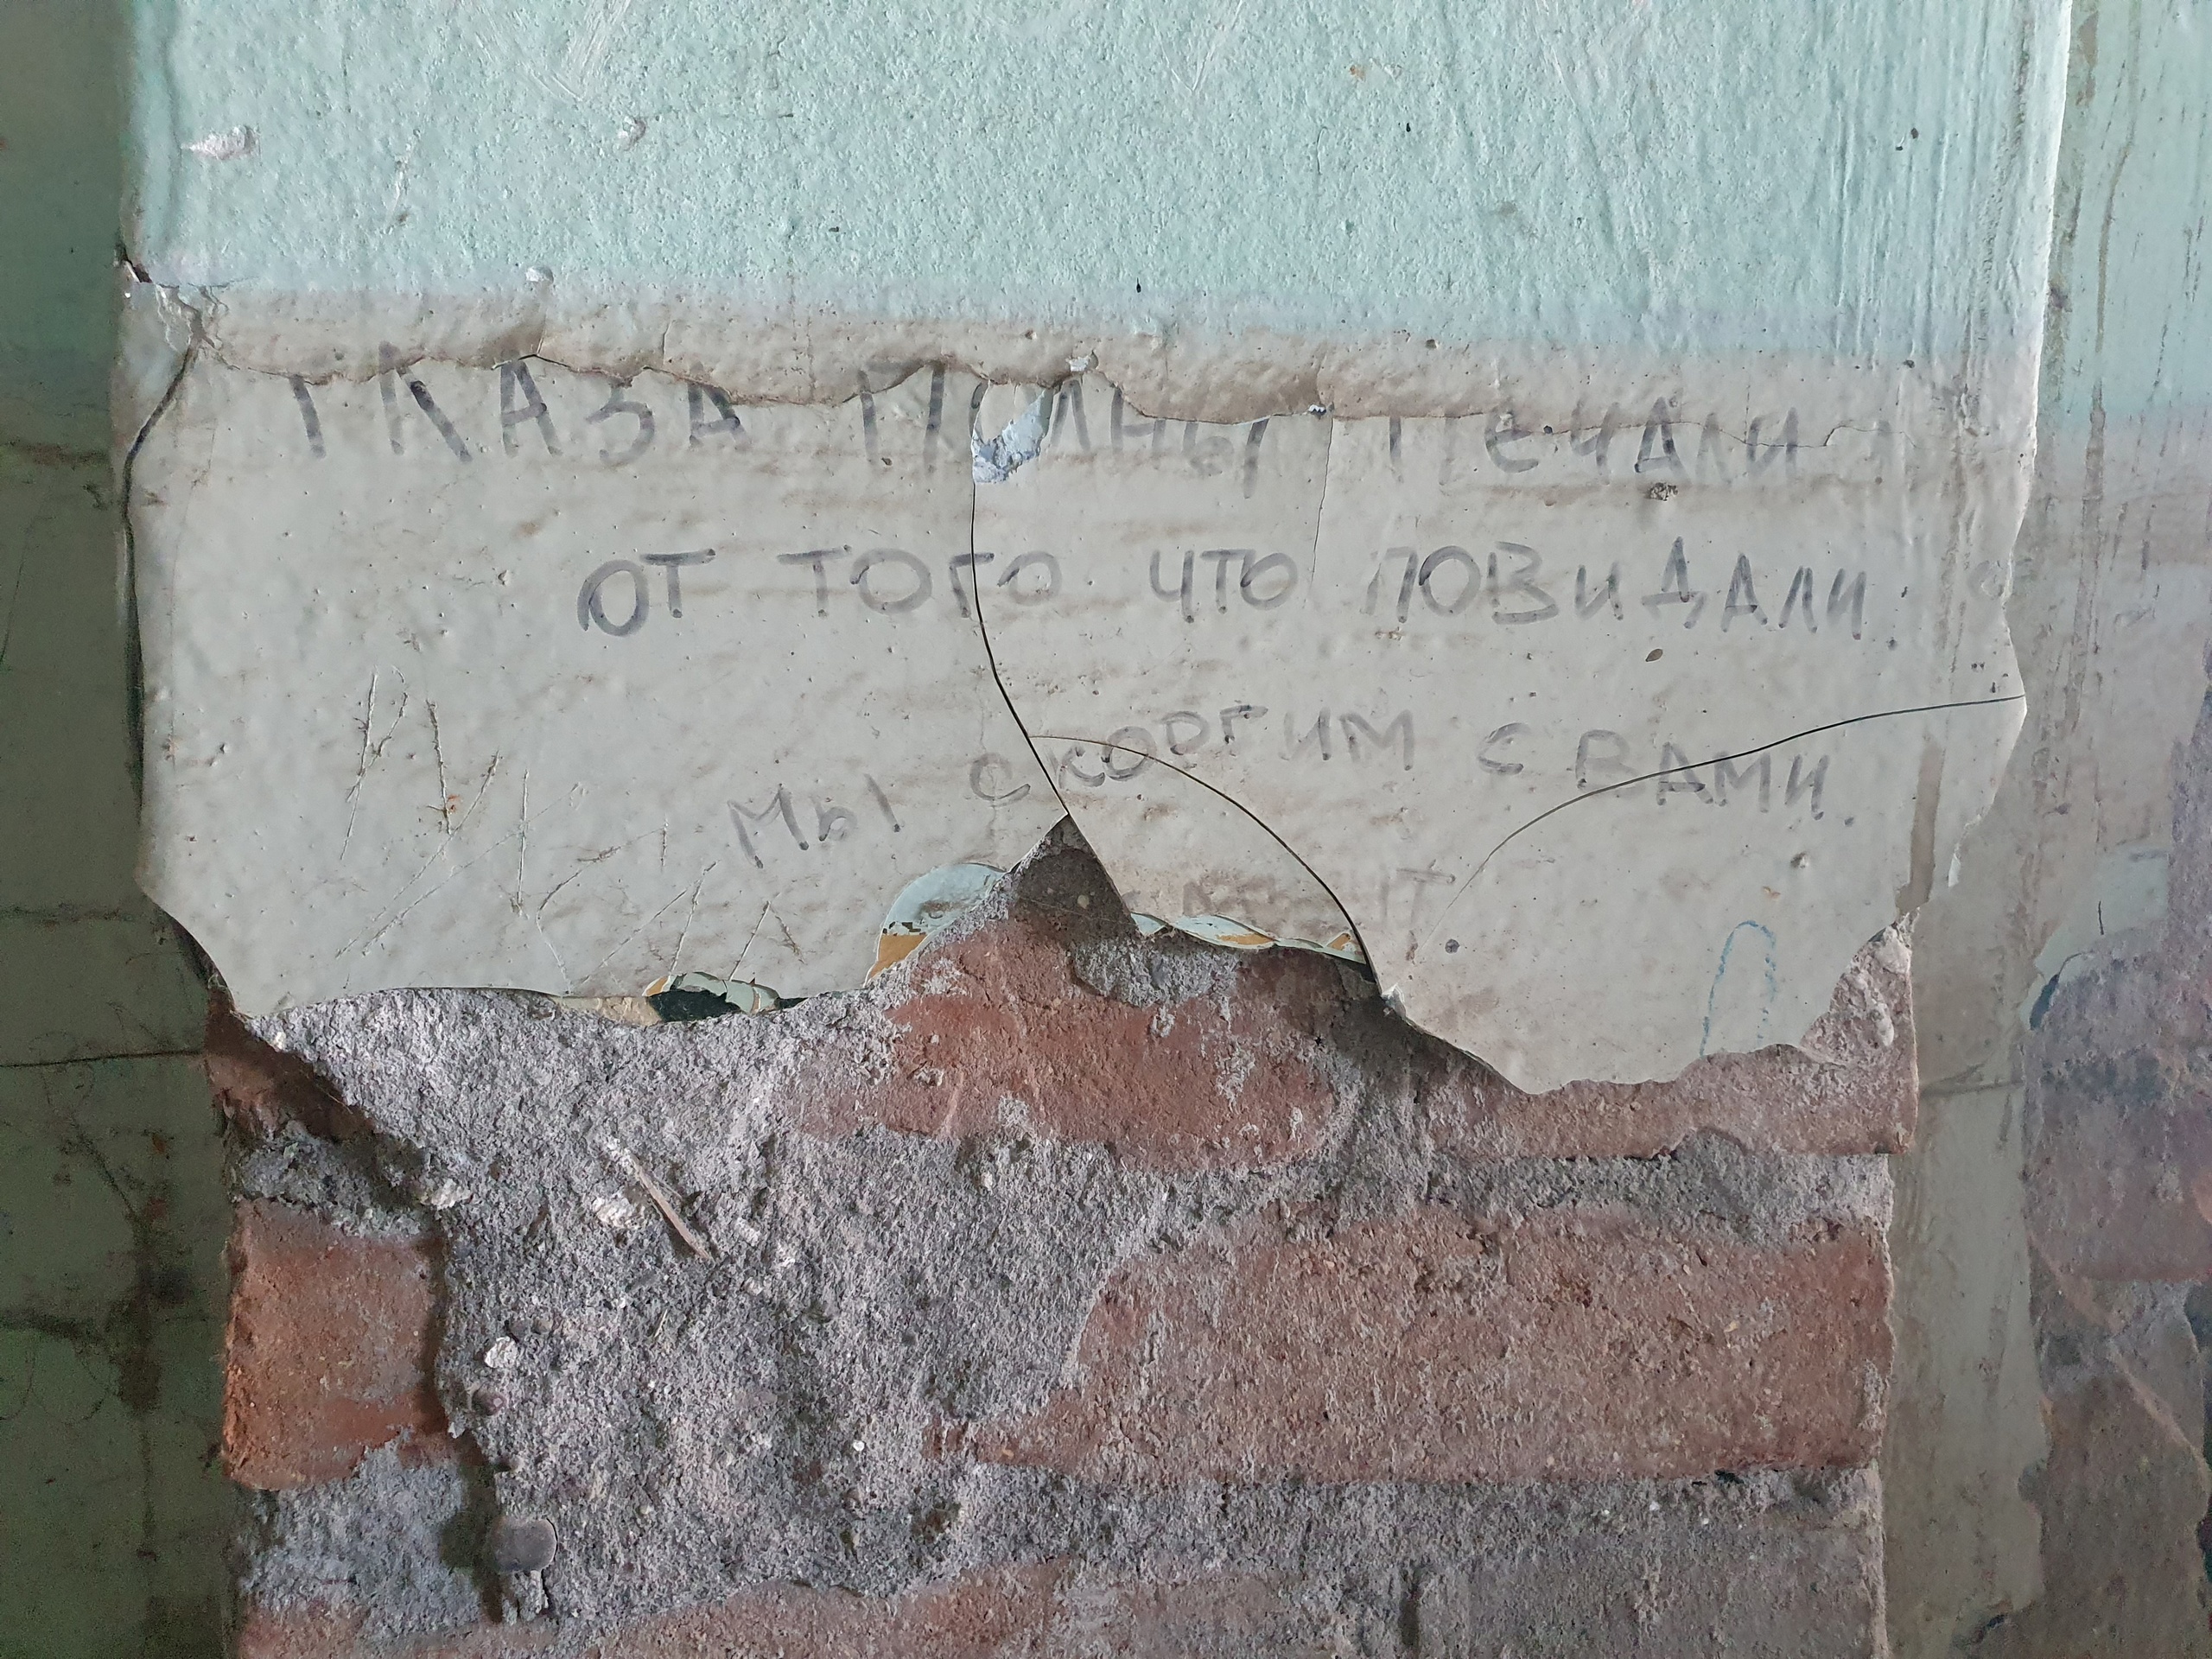 ГЛАЗА ПОЛНЫ ПЕЧАЛИ
ОТ ТОГО ЧТО ПОВИДАЛИ.
МЫ СКОРБИМ С ВАМИ.